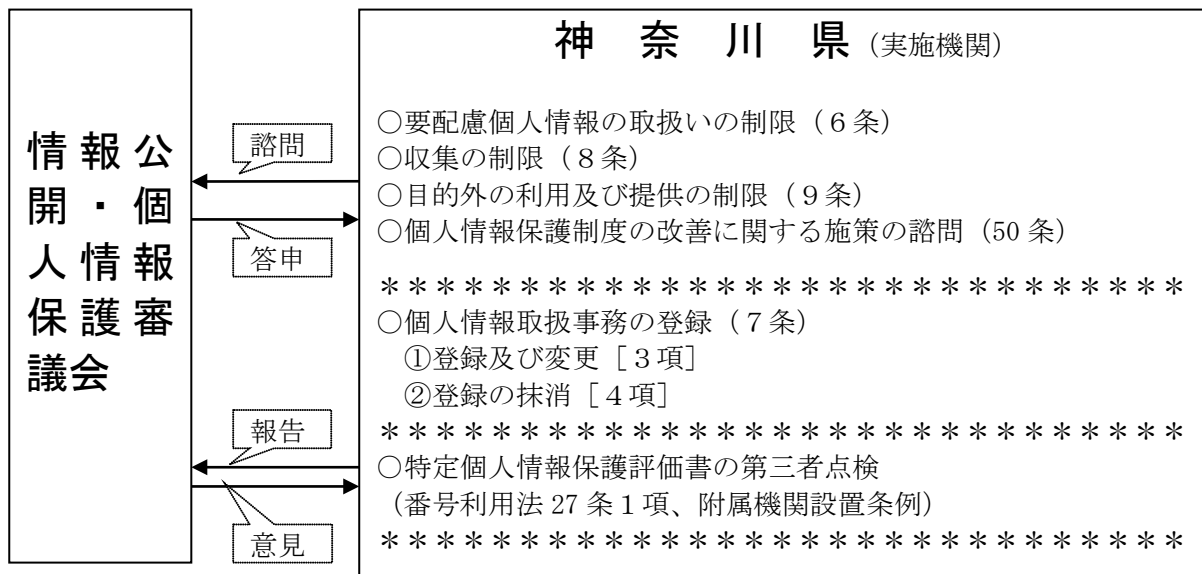 情報公
開・個
人情報
保護審
議会
諮問
答申
報告
意見
神奈川県（実施機関）
○要配慮個人情報の取扱いの制限（６条）
○収集の制限（８条）
○目的外の利用及び提供の制限（９条）
○個人情報保護制度の改善に関する施策の諮問（50 条）
＊＊＊＊＊＊＊＊＊＊＊＊＊＊＊＊＊＊＊＊＊＊＊＊＊＊＊＊＊
○個人情報取扱事務の登録（７条）
①登録及び変更［３項］
②登録の抹消［４項］
＊＊＊＊＊＊＊＊＊＊＊＊＊＊＊＊＊＊＊＊＊＊＊＊＊＊＊＊＊
○特定個人情報保護評価書の第三者点検
（番号利用法 27 条１項、附属機関設置条例）
＊＊＊＊＊＊＊＊＊＊＊＊＊＊＊＊＊＊＊＊＊＊＊＊＊＊＊＊＊